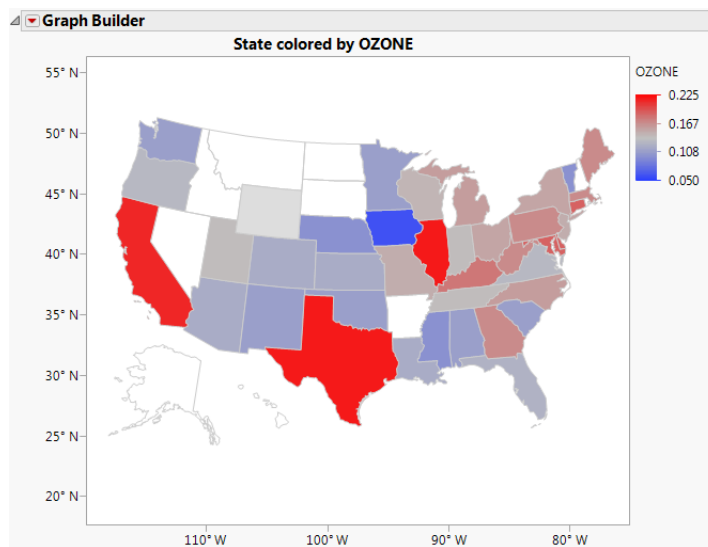 Graph Builder
State colored by OZONE
55° N
50° N
45° N
40° N
35° N
30° N
25° N
20° N
110° W
100° W
90° W
80° W
OZONE
0.225
0.167
0.108
0.050